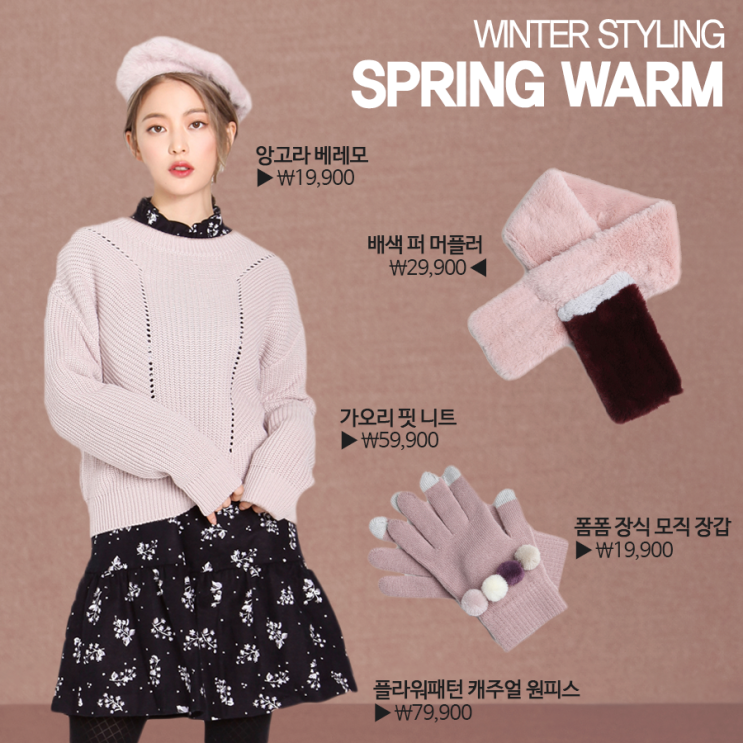 WINTER STYLING
SPRING WARM
앙고라 베레모
▶ ₩19,900
배색 퍼 머플러
₩29,900 ◀
가오리 핏 니트
▶ ₩59,900
폼폼 장식 모직 장갑
▶ ₩19,900
플라워패턴 캐주얼 원피스
▶ ₩79,900